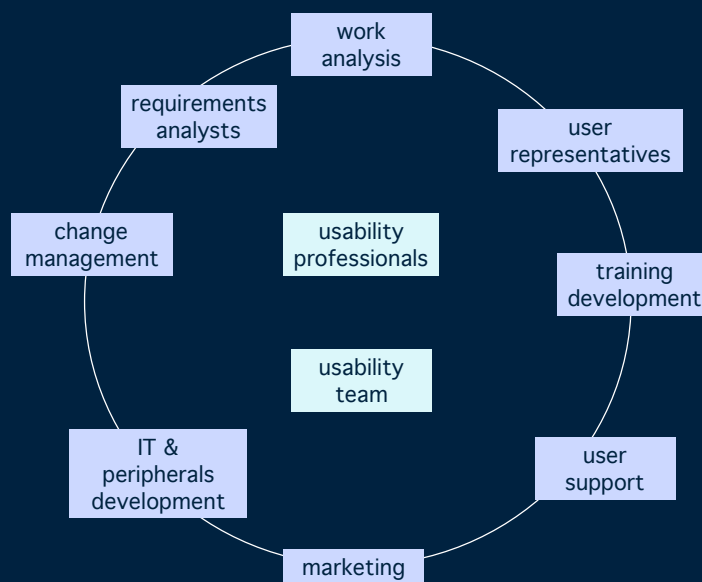 work
analysis
requirements
analysts
user
representatives
change
management
usability
professionals
training
development
usability
team
IT &
peripherals
development
user
support
marketing